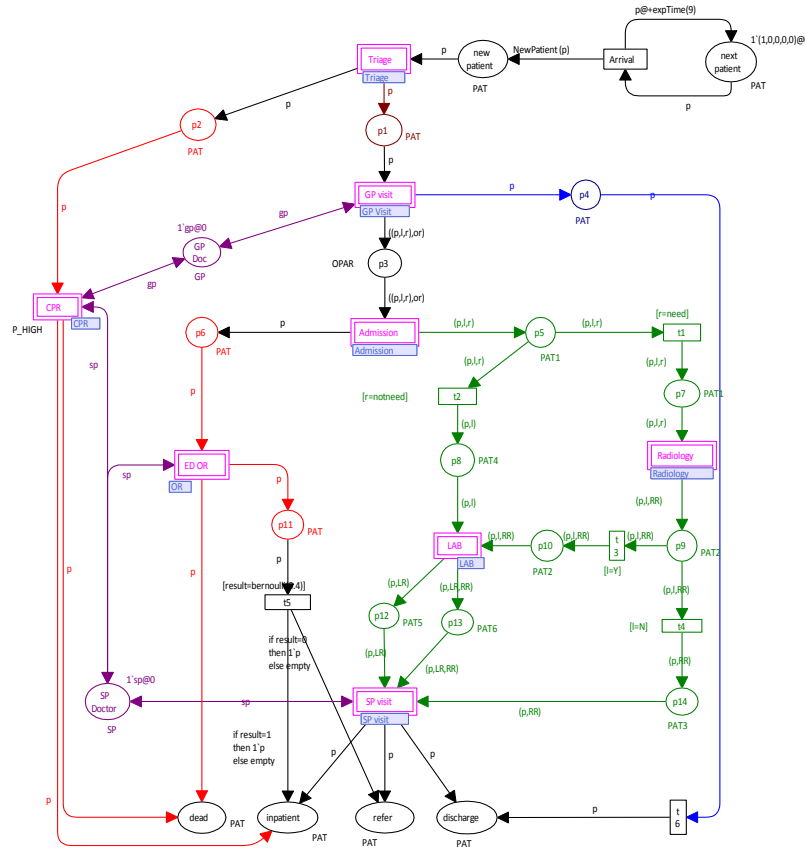 p@+expTime(9)
1`(1,0,0,0,0)@
Triage
Triage
p
new
patient
PAT
NewPatient (p)
Arrival
next
patient
PAT
p
p
p
p2
PAT
p1
PAT
p
p
GP visit
GP Visit
p
p4
PAT
p
1`gp@0
GP
Doc
GP
gp
gp
((p,l,r),or)
OPAR
p3
((p,l,r),or)
CPR
CPR
P_HIGH
p6
PAT
p
Admission
Admission
(p,l,r)
p5
PAT1
(p,l,r)
[r=need]
t1
(p,l,r)
(p,l,r)
p7
PAT1
(p,l,r)
sp
p
[r=notneed]
t2
(p,l)
p8
PAT4
(p,l)
Radiology
Radiology
(p,l,RR)
ED OR
OR
sp
p
p11
PAT
p
p
LAB
LAB
(p,l,RR)
p10
PAT2
(p,l,RR)
t
3
[l=Y]
(p,l,RR)
p9
PAT2
(p,l,RR)
t4
[l=N]
(p,RR)
p14
PAT3
(p,RR)
t5
(p,LR)
(p,LR,RR)
p12
PAT5
p13
PAT6
(p,LR)
(p,LR,RR)
p
if result=0
then 1`p
else empty
1`sp@0
SP
Doctor
SP
sp
SP visit
SP visit
if result=1
then 1`p
else empty
p
p
p
p
dead
PAT
inpatient
PAT
refer
PAT
discharge
PAT
p
t
6